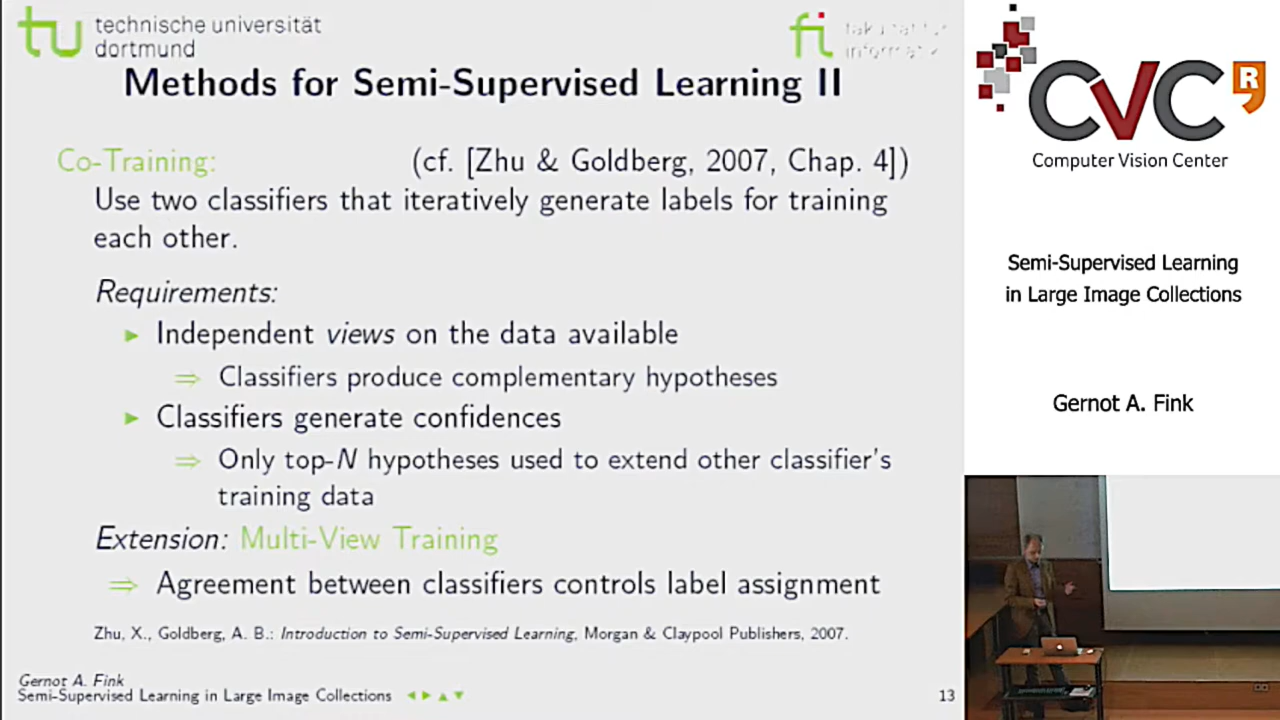 technische universität
dortmund
fakultät für
informatik
Methods for Semi-Supervised Learning II
Co-Training: (cf. [Zhu & Goldberg, 2007, Chap. 4])
Use two classifiers that iteratively generate labels for training
each other.
Requirements:
Independent views on the data available
⇒ Classifiers produce complementary hypotheses
Classifiers generate confidences
⇒ Only top-N hypotheses used to extend other classifier's
training data
Extension: Multi-View Training
⇒ Agreement between classifiers controls label assignment
Zhu, X., Goldberg, A. B.: Introduction to Semi-Supervised Learning, Morgan & Claypool Publishers, 2007.
Gernot A. Fink
Semi-Supervised Learning in Large Image Collections
13
CVC
R
Computer Vision Center
Semi-Supervised Learning
in Large Image Collections
Gernot A. Fink